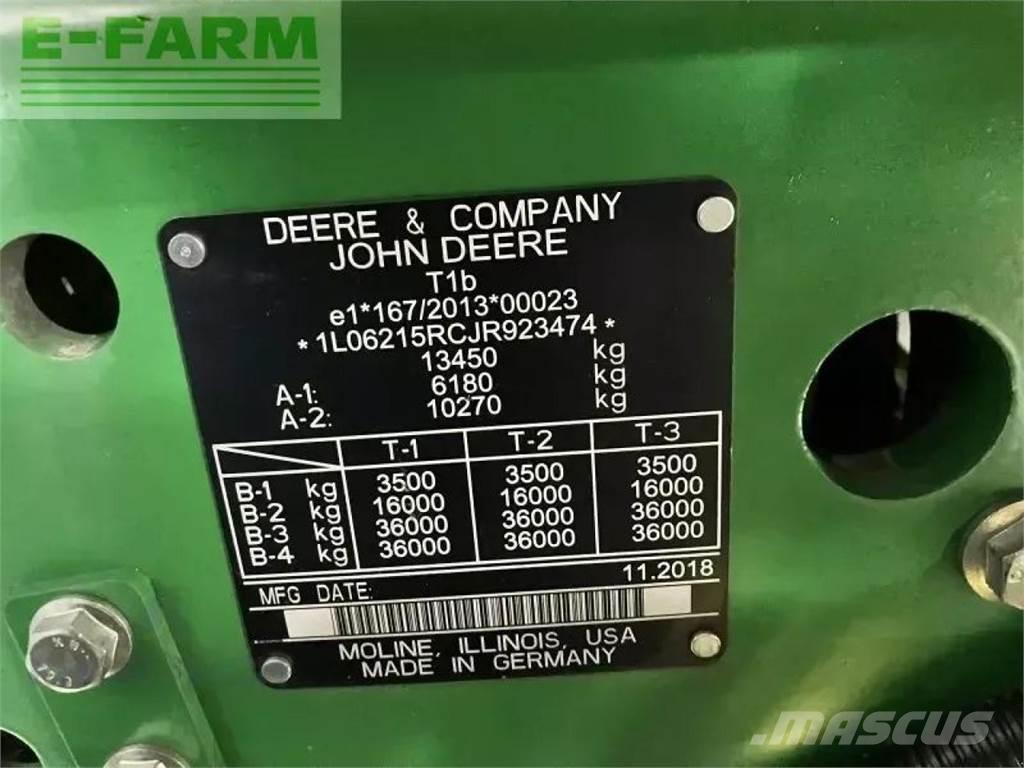 E-FARM
DEERE & COMPANY
JOHN DEERE
T1b
e1*167/2013*00023
*1L06215RCJR923474*
13450 kg
A-1: 6180 kg
A-2: 10270 kg
T-1 T-2 T-3
B-1 kg 3500 3500 3500
B-2 kg 16000 16000 16000
B-3 kg 36000 36000 36000
B-4 kg 36000 36000 36000
MFG DATE: 11.2018
MOLINE, ILLINOIS, USA
MADE IN GERMANY
MASCUS